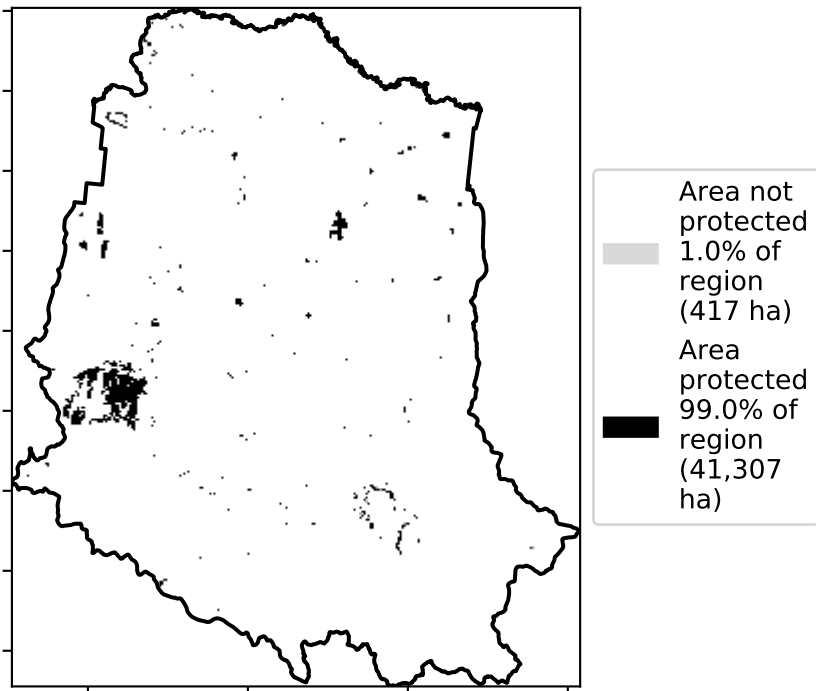 Area not
protected
1.0% of
region
(417 ha)
Area
protected
99.0% of
region
(41,307
ha)